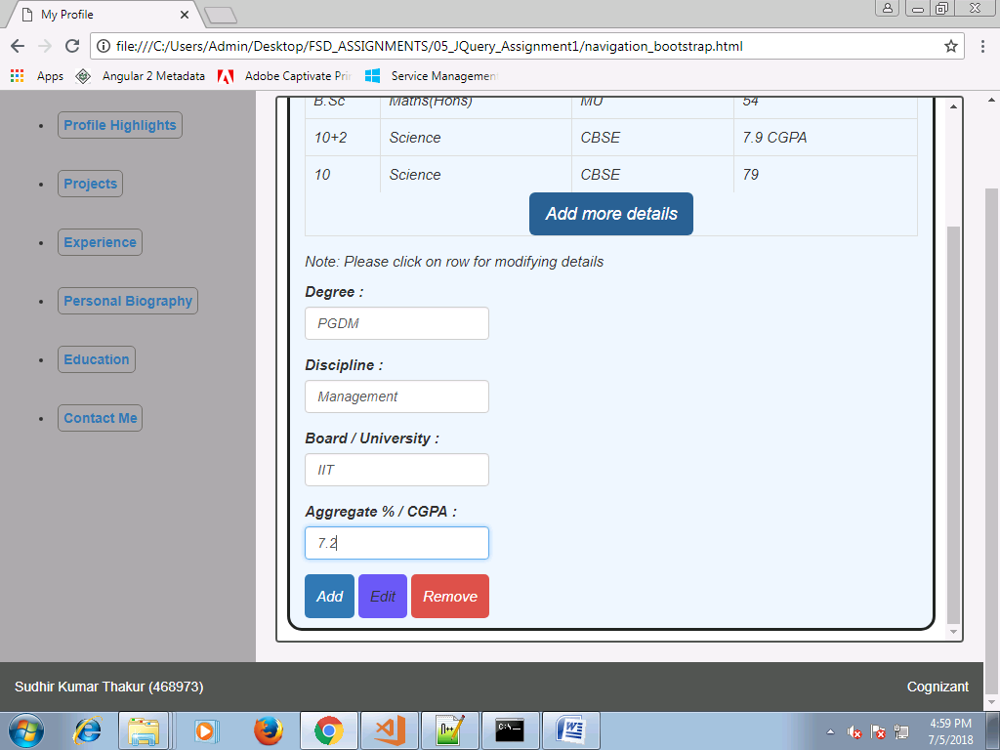 My Profile
file:///C:/Users/Admin/Desktop/FSD_ASSIGNMENTS/05_JQuery_Assignment1/navigation_bootstrap.html
Apps Angular 2 Metadata Adobe Captivate Pri Service Managemen
Profile Highlights
Projects
Experience
Personal Biography
Education
Contact Me
B.Sc Maths(Hons) MU 54
10+2 Science CBSE 7.9 CGPA
10 Science CBSE 79
Add more details
Note: Please click on row for modifying details
Degree :
PGDM
Discipline :
Management
Board / University :
IIT
Aggregate % / CGPA :
7.2
Add Edit Remove
Sudhir Kumar Thakur (468973) Cognizant
4:59 PM
7/5/2018